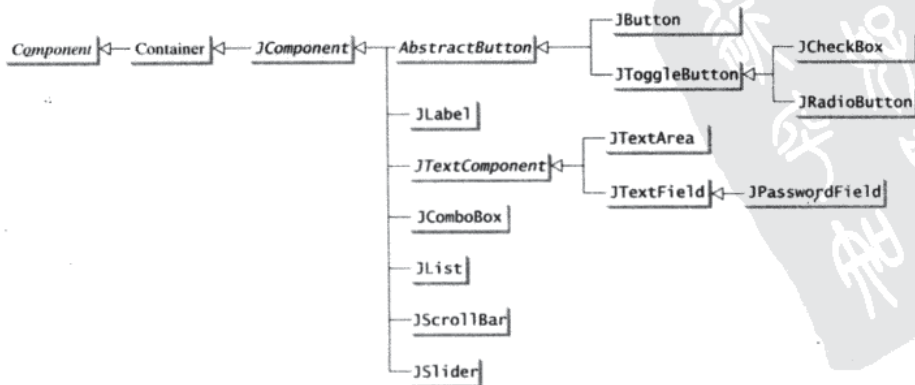 JButton
Component Container JComponent AbstractButton
JCheckBox
JToggleButton
JRadioButton
JLabel
JTextArea
JTextComponent
JTextField JPasswordField
JComboBox
JList
JScrollBar
JSlider